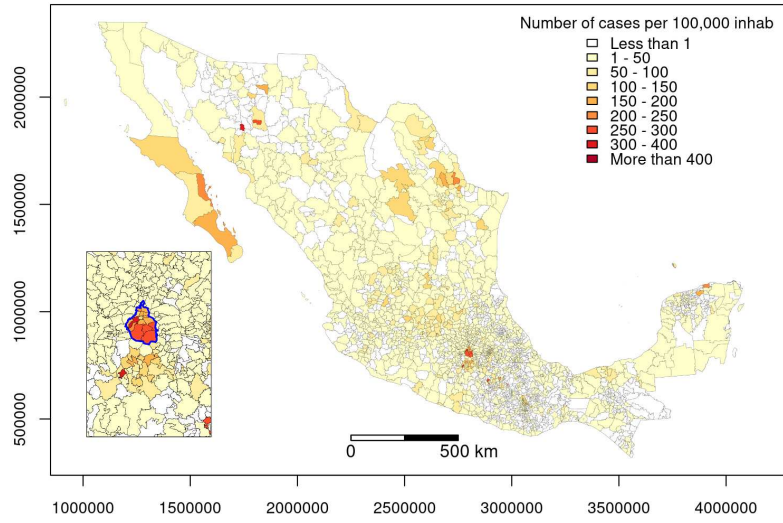 Number of cases per 100,000 inhab
Less than 1
1 - 50
50 - 100
100 - 150
150 - 200
200 - 250
250 - 300
300 - 400
More than 400
2000000
1500000
1000000
500000
0 500 km
1000000 1500000 2000000 2500000 3000000 3500000 4000000